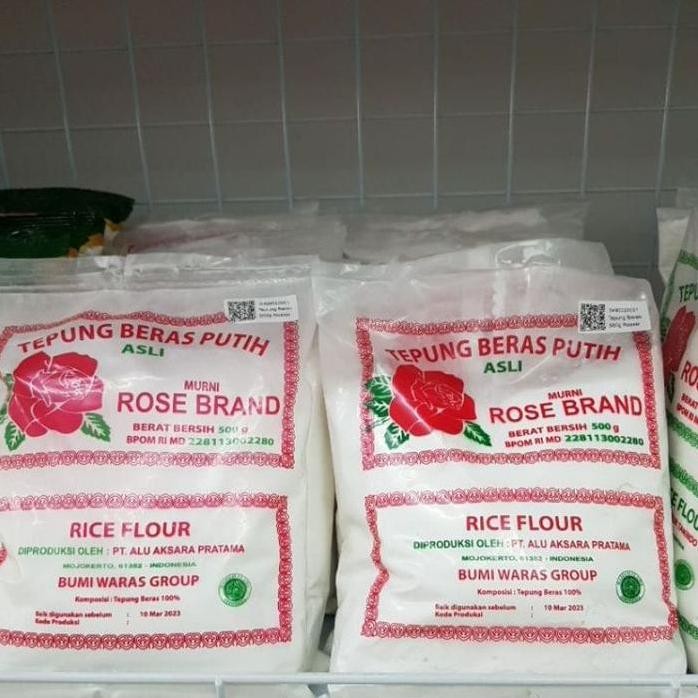 TEPUNG BERAS PUTIH
ASLI
MURNI
ROSE BRAND
BERAT BERSIH 500 g
BPOM RI MD 228113002280
RICE FLOUR
DIPRODUKSI OLEH : PT. ALU AKSARA PRATAMA
MOJOKERTO, 61382 - INDONESIA
BUMI WARAS GROUP
Komposisi : Tepung Beras 100%
Baik digunakan sebelum : 10 Mar 2023
Kode Produksi :
Tepung Beras
TEPUNG BERAS PUTIH
ASLI
MURNI
ROSE BRAND
BERAT BERSIH 500 g
BPOM RI MD 228113002280
RICE FLOUR
DIPRODUKSI OLEH : PT. ALU AKSARA PRATAMA
MOJOKERTO, 61382 - INDONESIA
BUMI WARAS GROUP
Komposisi : Tepung Beras 100%
Baik digunakan sebelum : 10 Mar 2023
Kode Produksi :